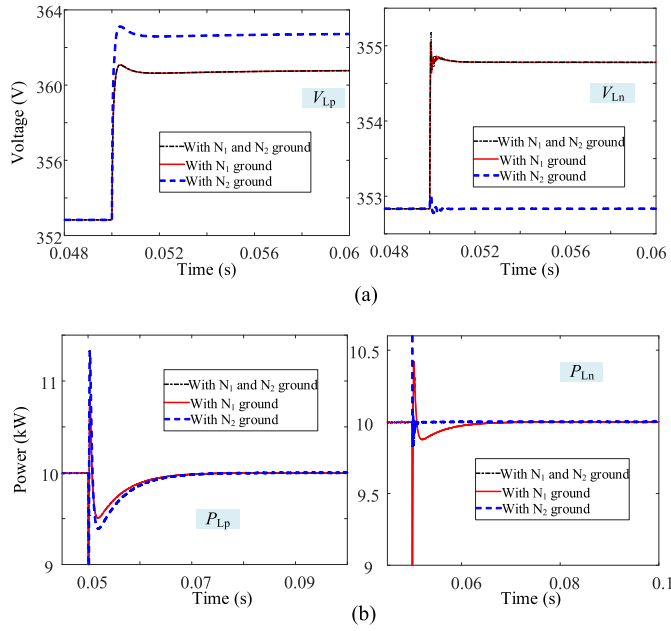 364
360
356
352
Voltage (V)
V_Lp
With N₁ and N₂ ground
With N₁ ground
With N₂ ground
0.048 0.052 0.056 0.06
Time (s)
355
354
353
V_Ln
With N₁ and N₂ ground
With N₁ ground
With N₂ ground
0.048 0.052 0.056 0.06
Time (s)
(a)
11
10
9
Power (kW)
With N₁ and N₂ ground
With N₁ ground
With N₂ ground
P_Lp
0.05 0.07 0.09
Time (s)
10.5
10
9.5
9
P_Ln
With N₁ and N₂ ground
With N₁ ground
With N₂ ground
0.06 0.08 0.1
Time (s)
(b)